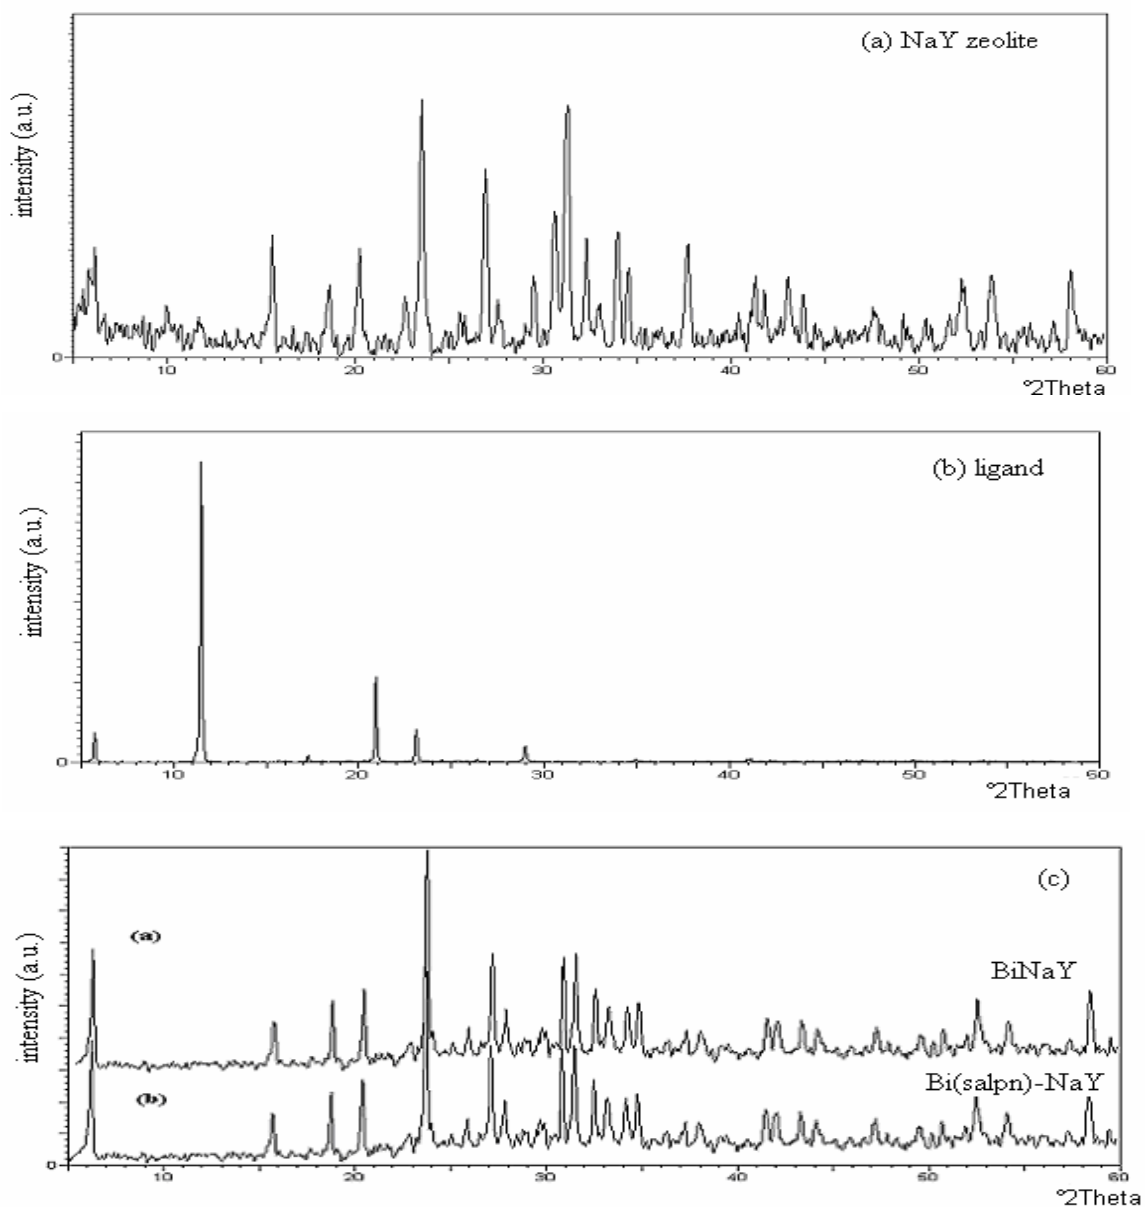 (a) NaY zeolite
intensity (a.u.)
0
10 20 30 40 50 60
°2Theta
(b) ligand
intensity (a.u.)
0
10 20 30 40 50 60
°2Theta
(c)
(a)
BiNaY
intensity (a.u.)
Bi(salpn)-NaY
(b)
0
10 20 30 40 50 60
°2Theta